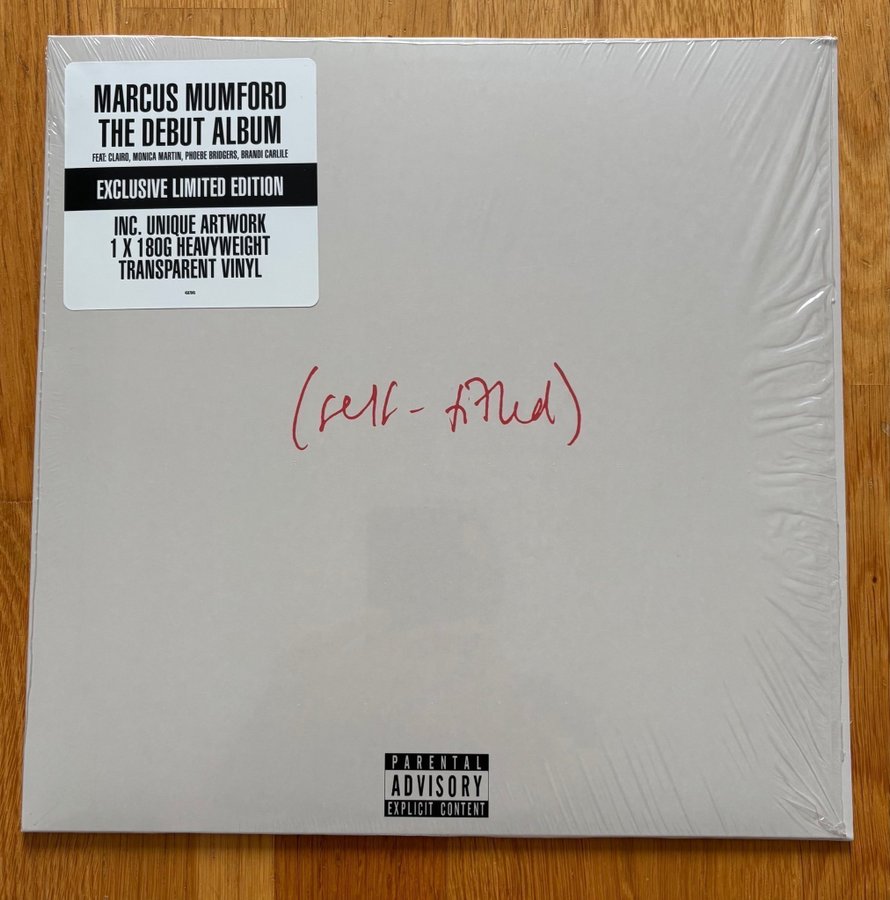 MARCUS MUMFORD
THE DEBUT ALBUM
FEAT: CLAIRO, MONICA MARTIN, PHOEBE BRIDGERS, BRANDI CARLILE
EXCLUSIVE LIMITED EDITION
INC. UNIQUE ARTWORK
1 X 180G HEAVYWEIGHT
TRANSPARENT VINYL
(self-titled)
PARENTAL
ADVISORY
EXPLICIT CONTENT